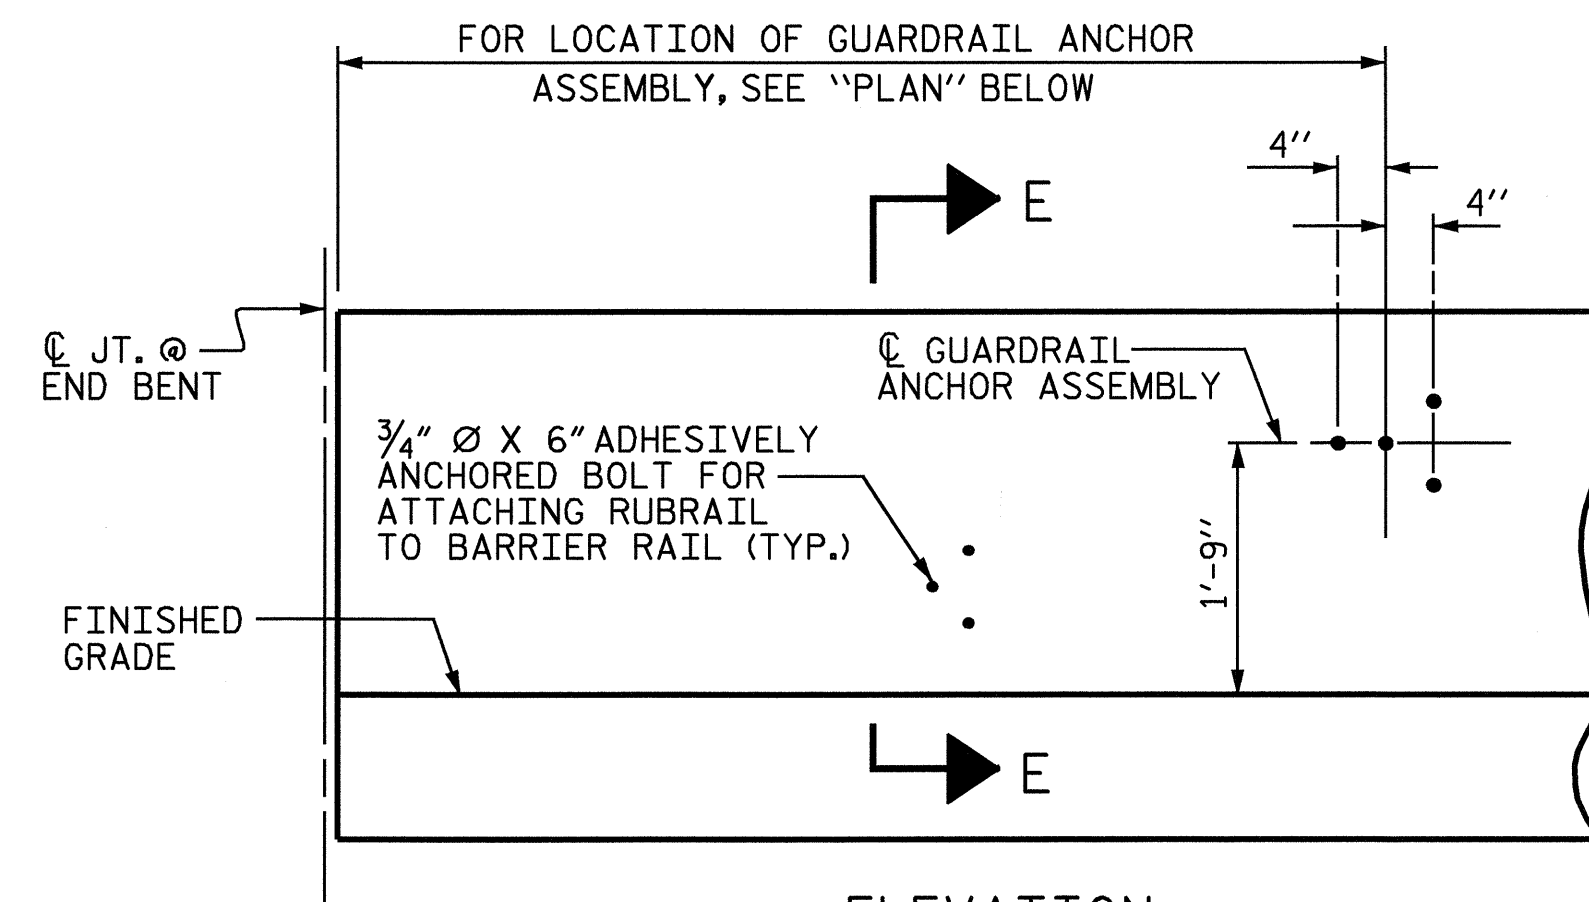 FOR LOCATION OF GUARDRAIL ANCHOR
ASSEMBLY, SEE ‵‵PLAN″ BELOW
4″
E
4″
℄ JT. @
END BENT
℄ GUARDRAIL
ANCHOR ASSEMBLY
¾″ Ø X 6″ ADHESIVELY
ANCHORED BOLT FOR
ATTACHING RUBRAIL
TO BARRIER RAIL (TYP.)
1′-9″
FINISHED
GRADE
E
ELEVATION